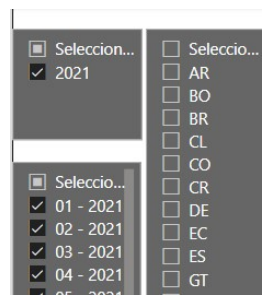 Seleccion...
2021
Seleccio...
01 - 2021
02 - 2021
03 - 2021
04 - 2021
Seleccio...
AR
BO
BR
CL
CO
CR
DE
EC
ES
GT